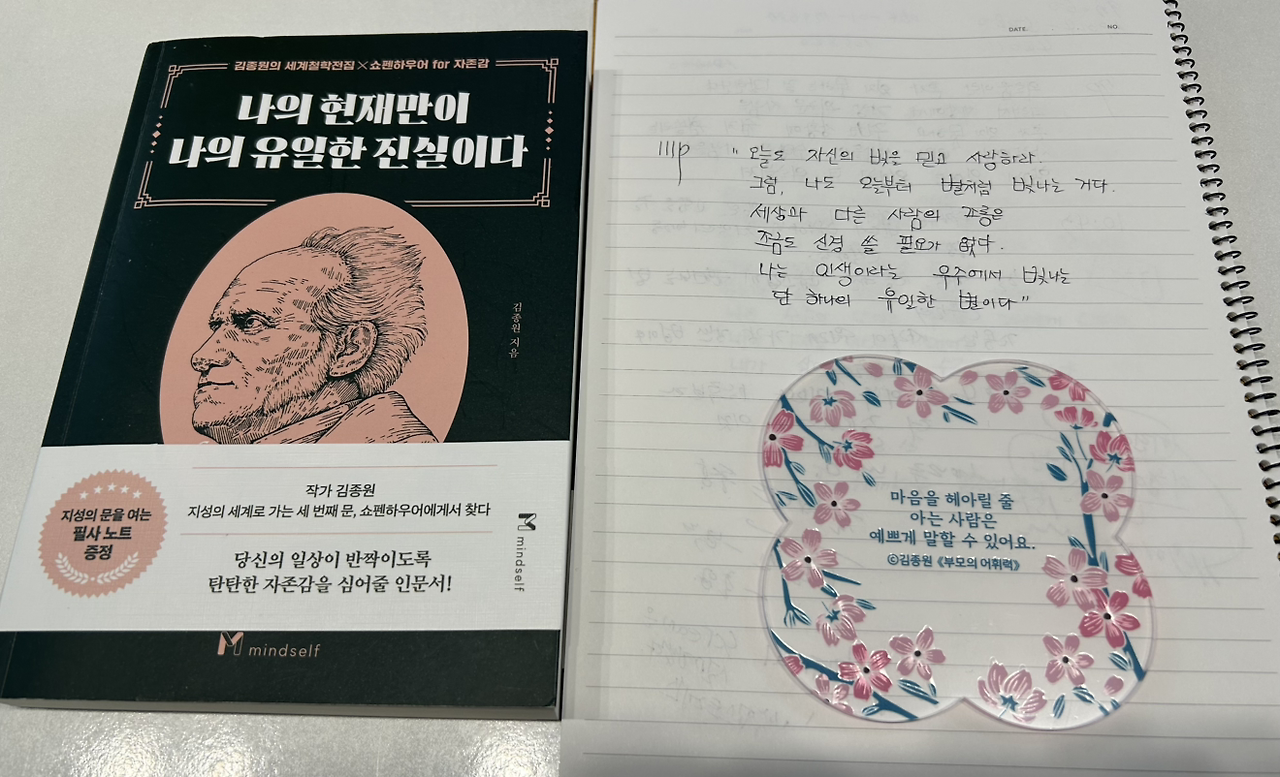 김종원의 세계철학전집×쇼펜하우어 for 자존감
나의 현재만이
나의 유일한 진실이다
김종원 지음
지성의 문을 여는
필사 노트
증정
작가 김종원
지성의 세계로 가는 세 번째 문, 쇼펜하우어에게서 찾다
당신의 일상이 반짝이도록
탄탄한 자존감을 심어줄 인문서!
mindself
mindself
DATE. NO.
111p
" 오늘도 자신의 빛을 믿고 사랑하라.
그럼, 나도 오늘부터 별처럼 빛나는 거다.
세상과 다른 사람의 고통은
조금도 신경 쓸 필요가 없다.
나는 인생이라는 우주에서 빛나는
단 하나의 유일한 별이다"
마음을 헤아릴 줄
아는 사람은
예쁘게 말할 수 있어요.
©김종원 《부모의 어휘력》